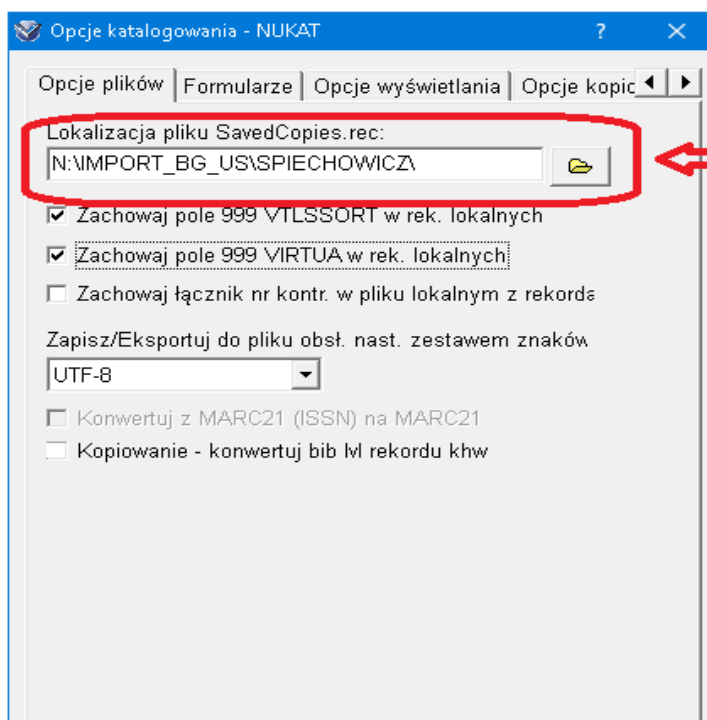 Opcje katalogowania - NUKAT ? ×
Opcje plików Formularze Opcje wyświetlania Opcje kopic
Lokalizacja pliku SavedCopies.rec:
N:\IMPORT_BG_US\SPIECHOWICZ\
Zachowaj pole 999 VTLSSORT w rek. lokalnych
Zachowaj pole 999 VIRTUA w rek. lokalnych
Zachowaj łącznik nr kontr. w pliku lokalnym z rekorda
Zapisz/Eksportuj do pliku obsł. nast. zestawem znaków
UTF-8
Konwertuj z MARC21 (ISSN) na MARC21
Kopiowanie - konwertuj bib lvl rekordu khw